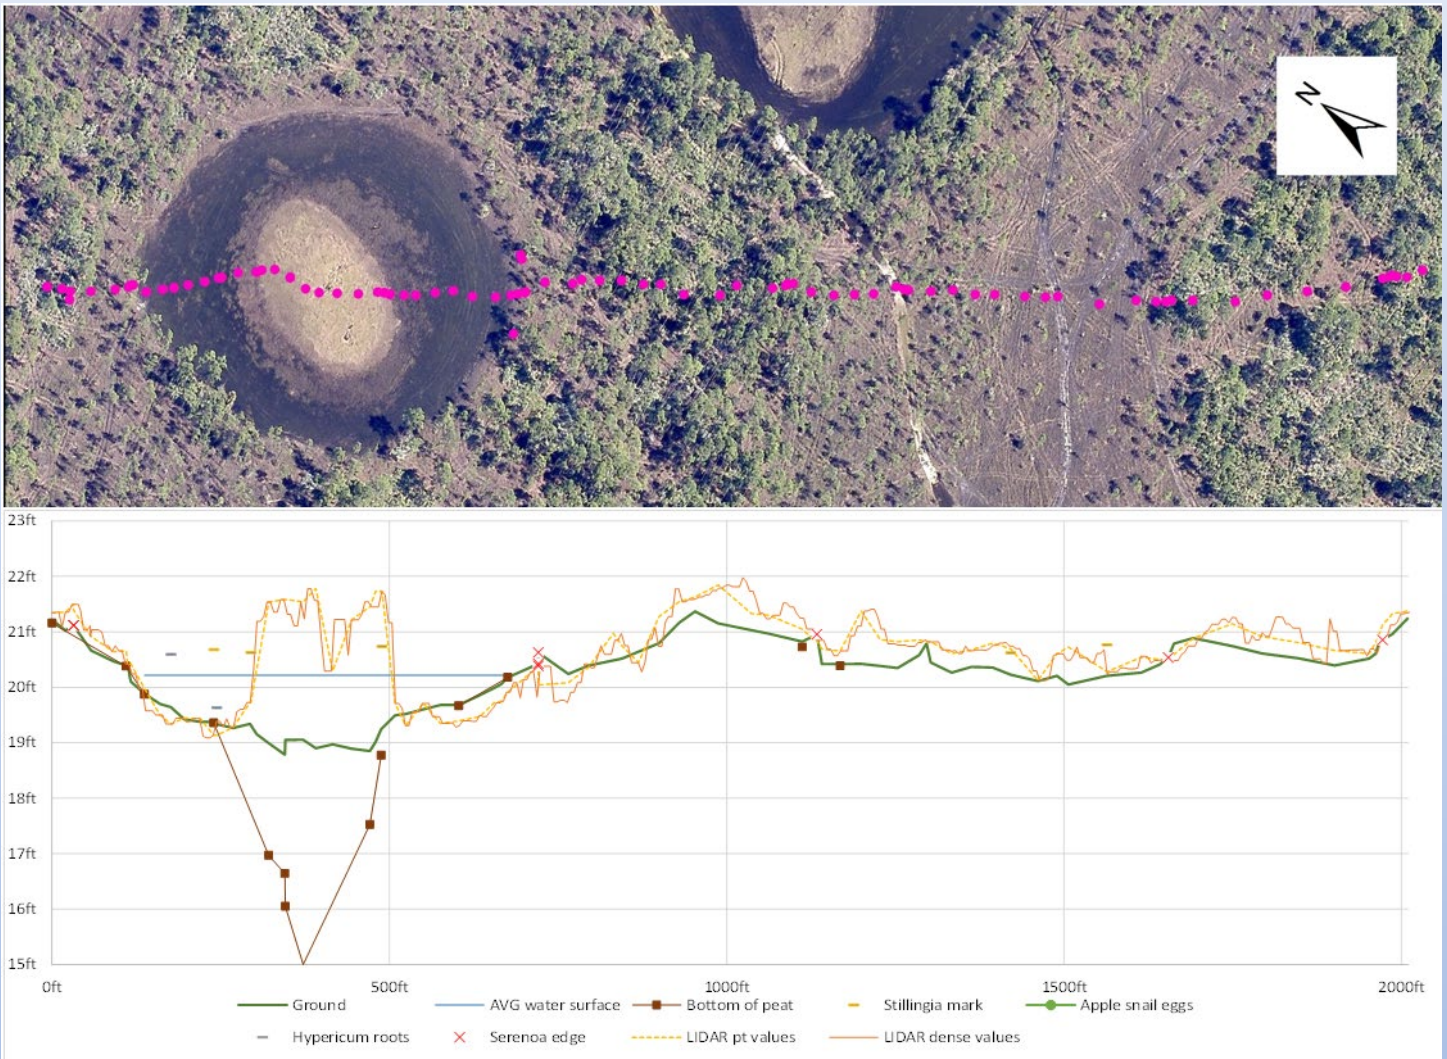 N
23ft
22ft
21ft
20ft
19ft
18ft
17ft
16ft
15ft
0ft 500ft 1000ft 1500ft 2000ft
Ground AVG water surface Bottom of peat Stillingia mark Apple snail eggs
Hypericum roots Serenoa edge LIDAR pt values LIDAR dense values